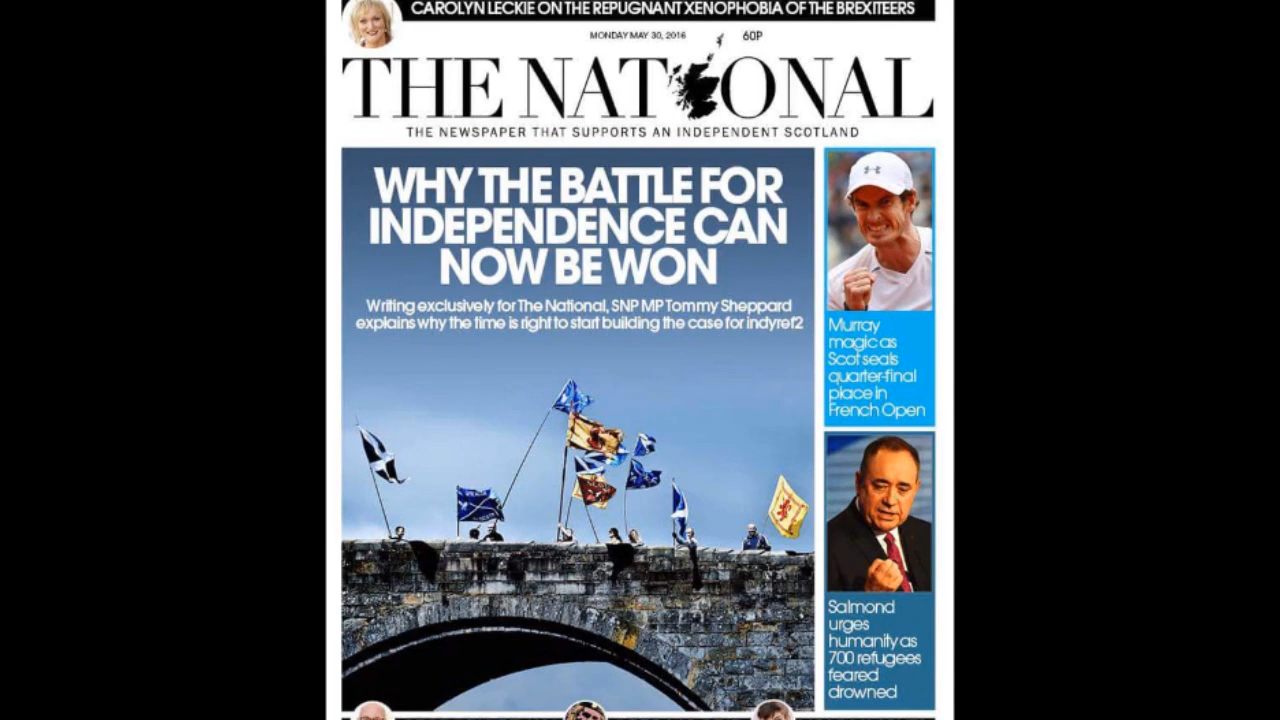 CAROLYN LECKIE ON THE REPUGNANT XENOPHOBIA OF THE BREXITEERS
MONDAY MAY 30, 2016
60P
THE NATIONAL
THE NEWSPAPER THAT SUPPORTS AN INDEPENDENT SCOTLAND
WHY THE BATTLE FOR
INDEPENDENCE CAN
NOW BE WON
Writing exclusively for The National, SNP MP Tommy Sheppard
explains why the time is right to start building the case for indyref2
Murray
magic as
Scot seals
quarter-final
place in
French Open
Salmond
urges
humanity as
700 refugees
feared
drowned